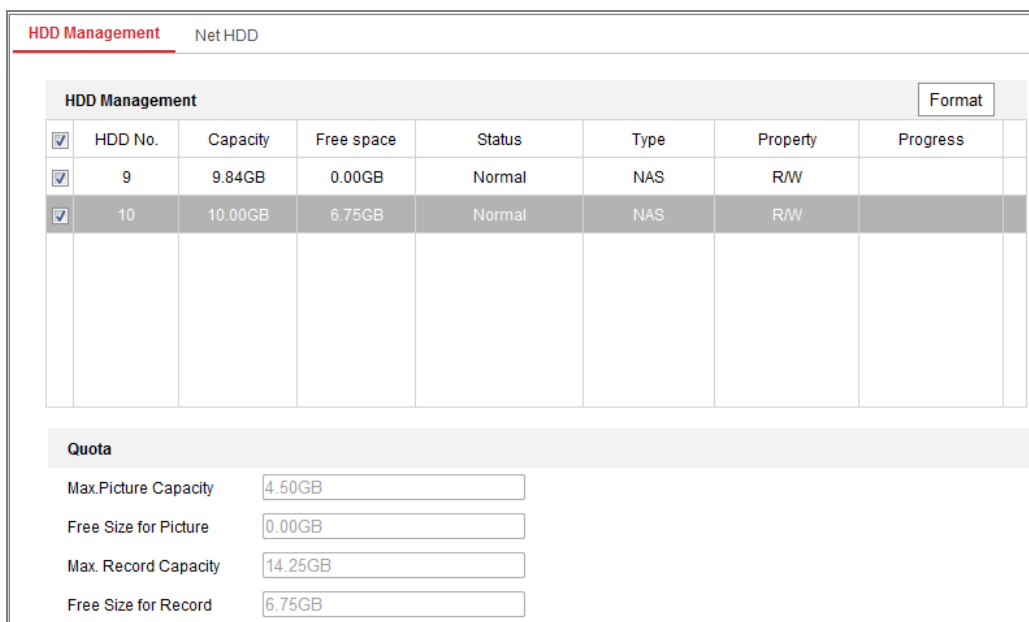 HDD Management Net HDD
HDD Management Format
HDD No. Capacity Free space Status Type Property Progress
9 9.84GB 0.00GB Normal NAS R/W
10 10.00GB 6.75GB Normal NAS R/W
Quota
Max.Picture Capacity 4.50GB
Free Size for Picture 0.00GB
Max. Record Capacity 14.25GB
Free Size for Record 6.75GB